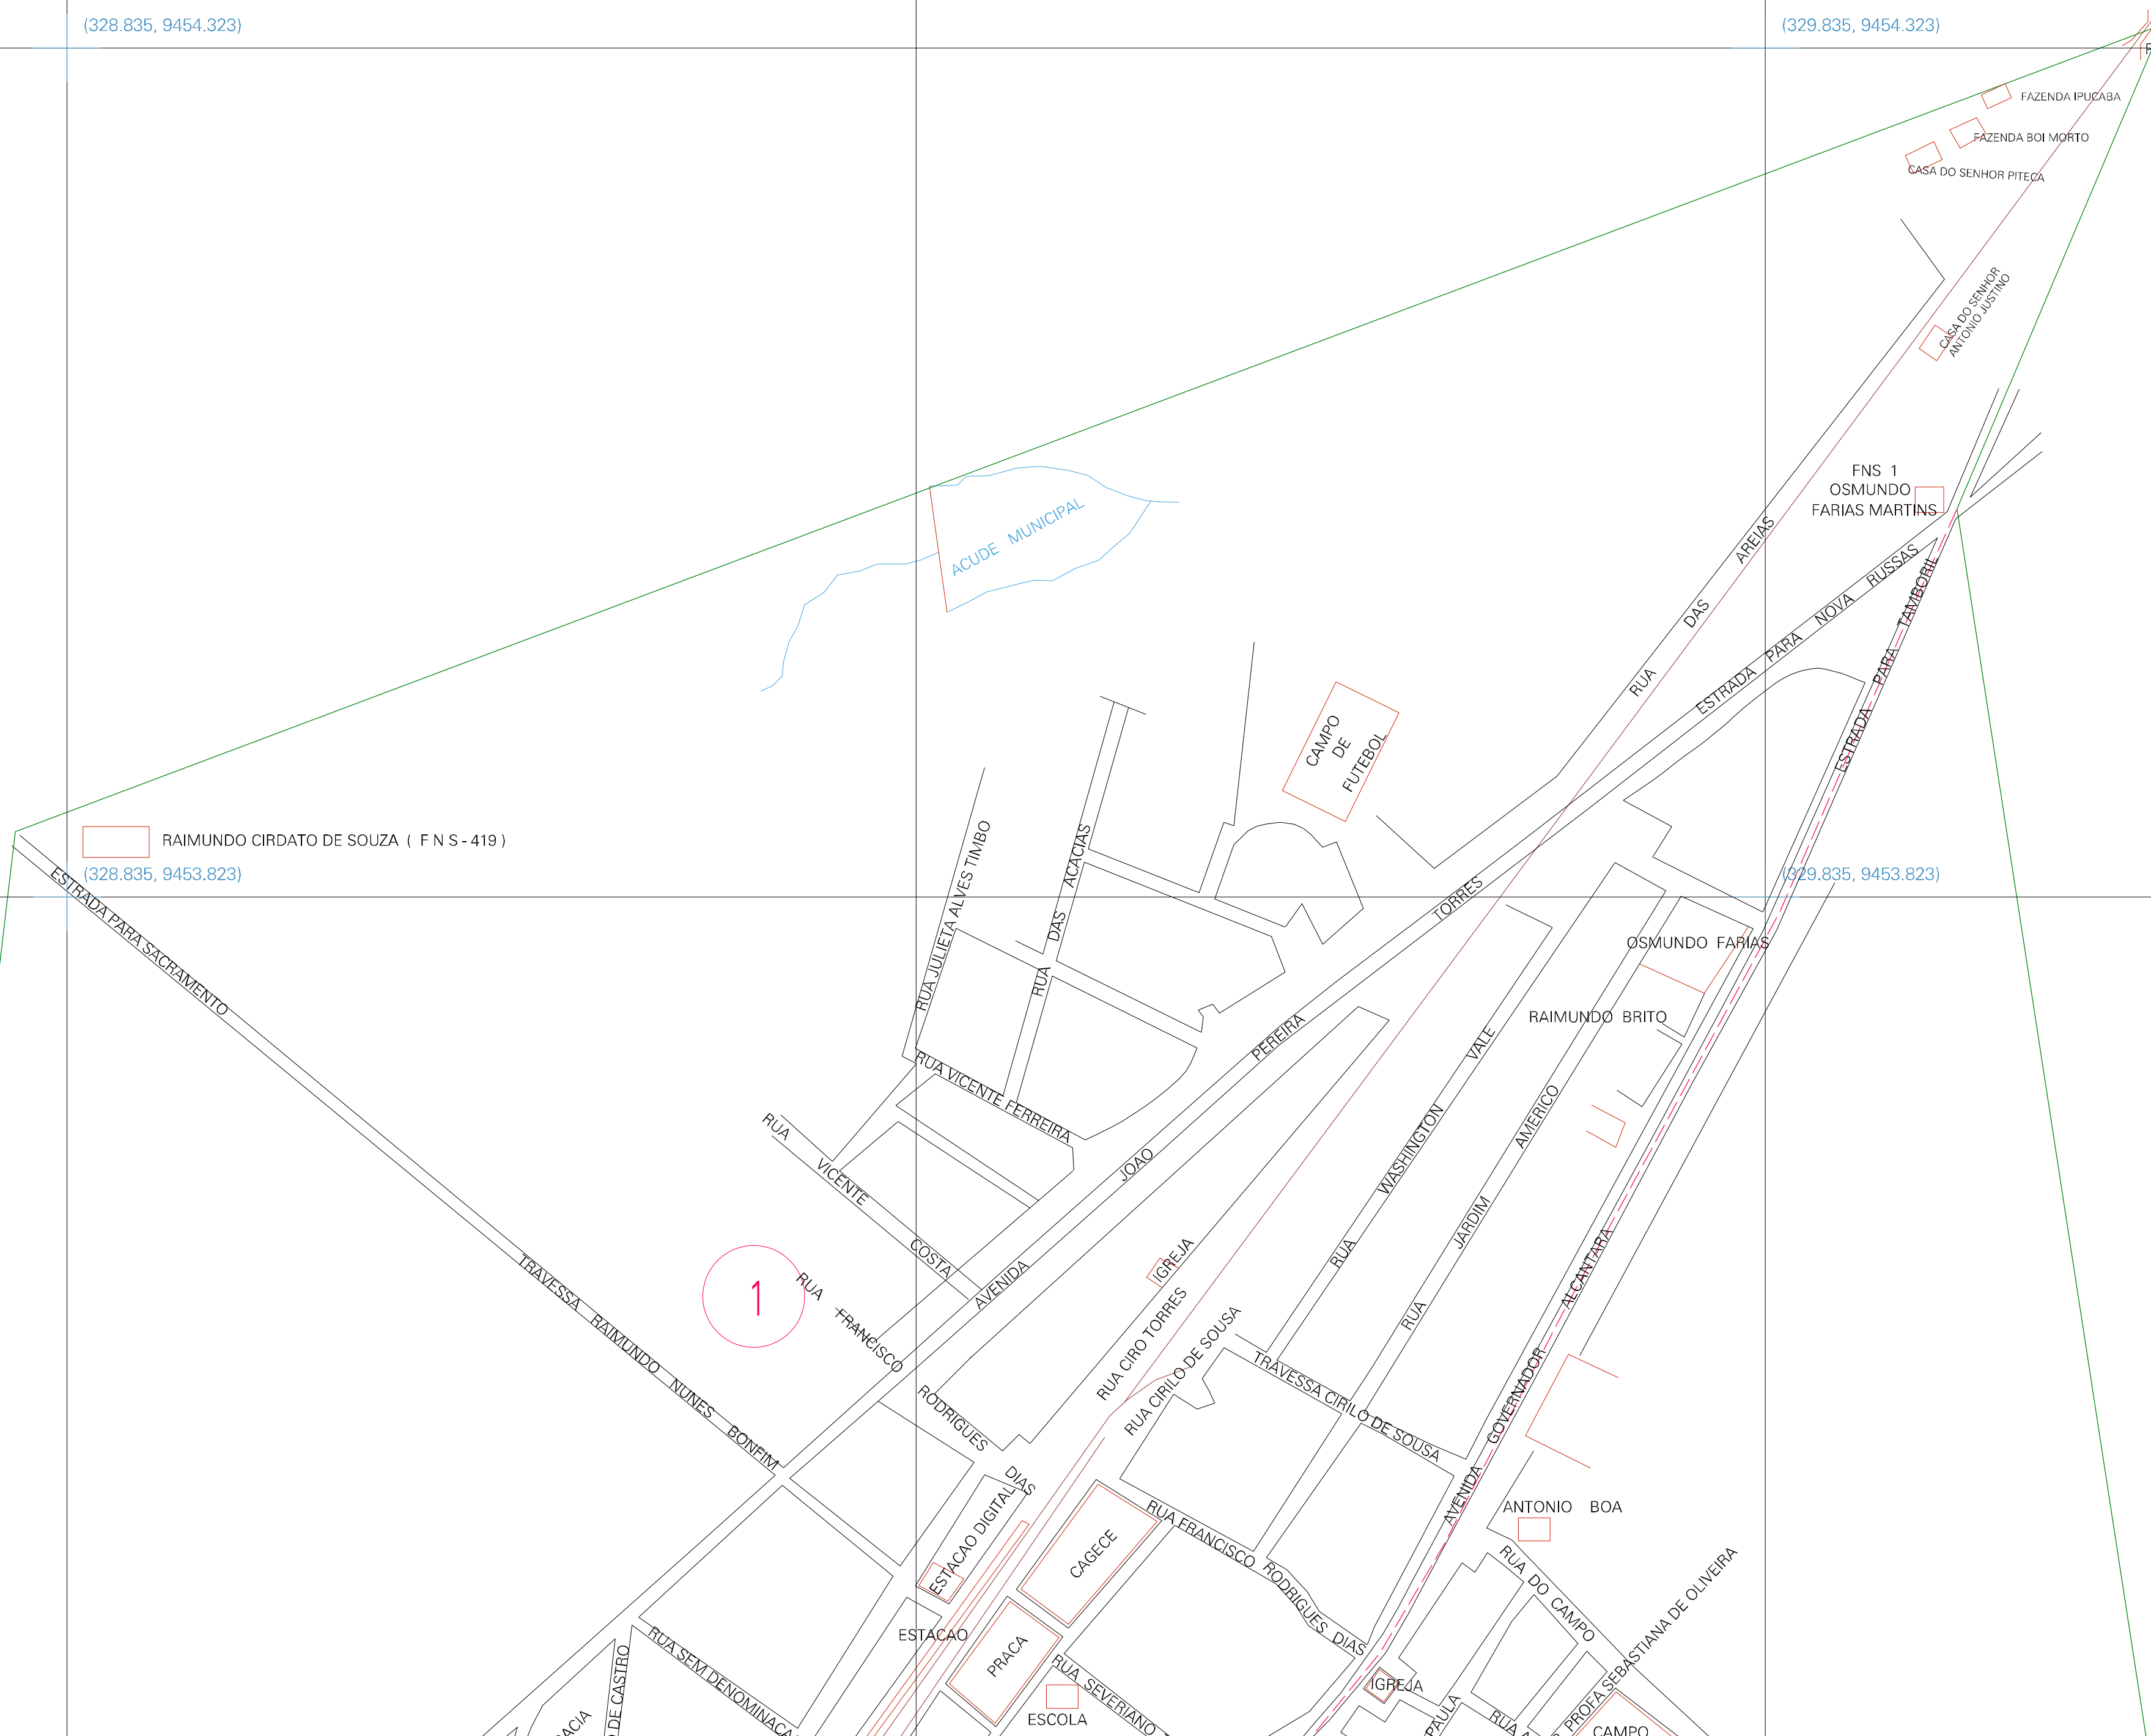 (328.835, 9454.323)
(329.835, 9454.323)
FAZENDA IPUCABA
FAZENDA BOI MORTO
CASA DO SENHOR PITECA
CASA DO SENHOR
ANTONIO JUSTINO
FNS 1
OSMUNDO
FARIAS MARTINS
ACUDE MUNICIPAL
RUA DAS AREIAS
ESTRADA PARA NOVA RUSSAS
ESTRADA PARA TAMBORIL
CAMPO
DE
FUTEBOL
RAIMUNDO CIRDATO DE SOUZA ( F N S - 419 )
(328.835, 9453.823)
(329.835, 9453.823)
ESTRADA PARA SACRAMENTO
RUA JULIETA ALVES TIMBO
RUA DAS ACACIAS
OSMUNDO FARIAS
RAIMUNDO BRITO
RUA VICENTE FERREIRA
RUA VICENTE COSTA
AVENIDA JOAO PEREIRA TORRES
RUA WASHINGTON VALE
RUA JARDIM AMERICO
TRAVESSA RAIMUNDO NUNES BONFIM
1
RUA FRANCISCO RODRIGUES DIAS
IGREJA
RUA CIRO TORRES
RUA CIRILO DE SOUSA
TRAVESSA CIRILO DE SOUSA
AVENIDA GOVERNADOR ALCANTARA
ESTACAO DIGITAL
CAGECE
RUA FRANCISCO RODRIGUES DIAS
ANTONIO BOA
RUA DO CAMPO
PROFA SEBASTIANA DE OLIVEIRA
ESTACAO
PRACA
RUA SEM DENOMINACA
DE CASTRO
ACIA
RUA SEVERIANO
ESCOLA
IGREJA
PAULA
RUA
CAMPO